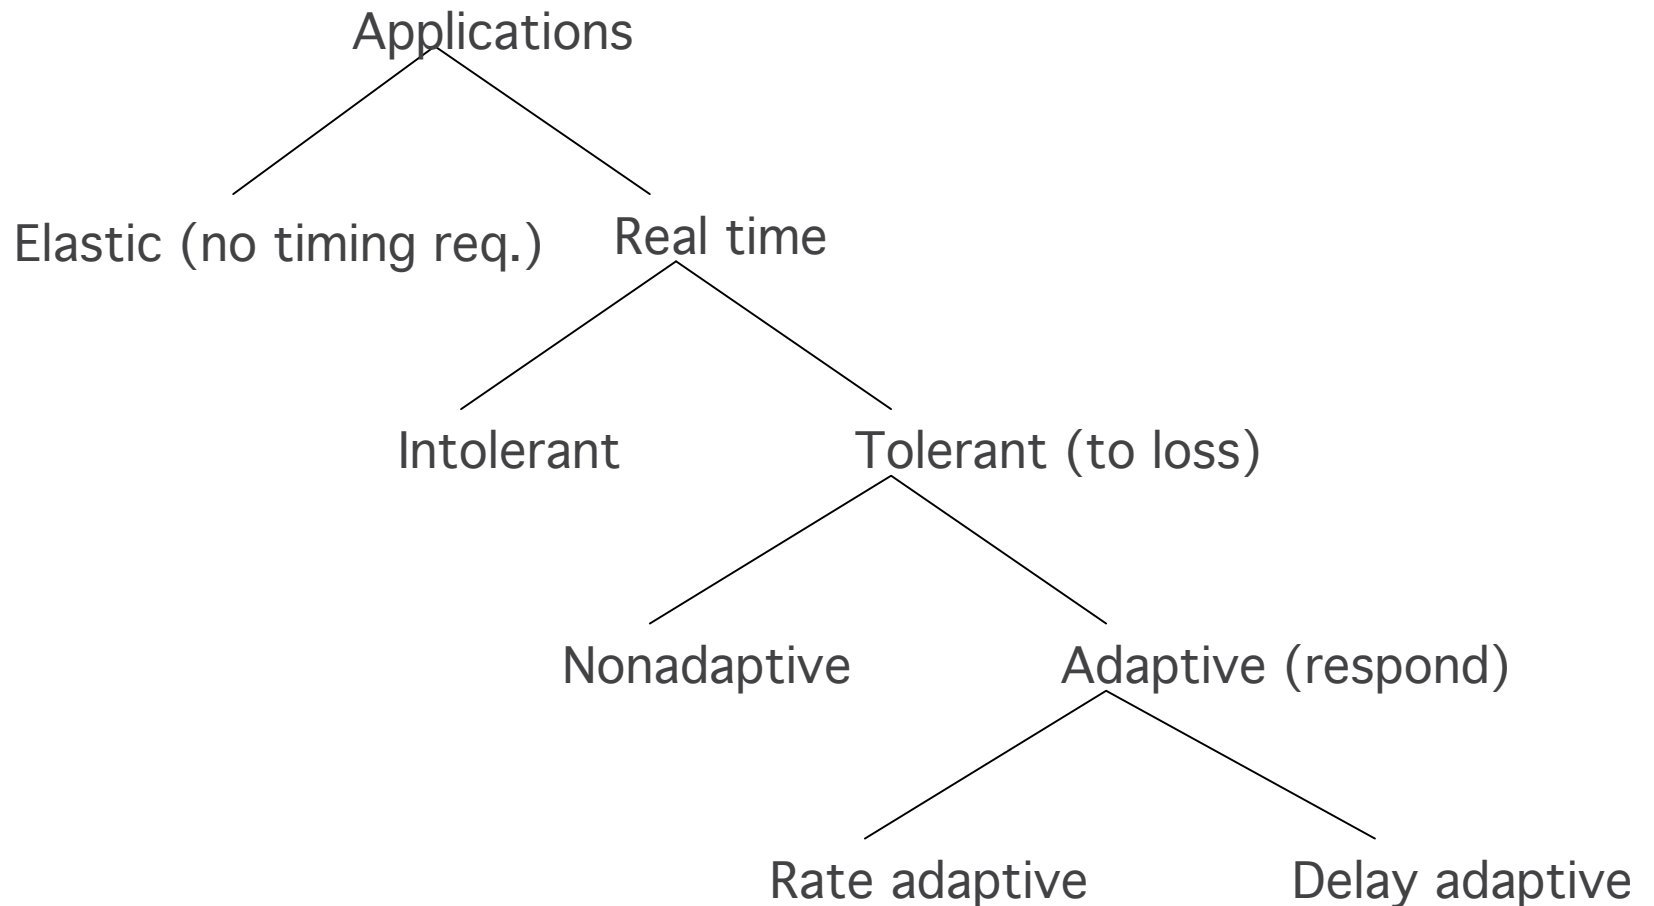 Applications
Elastic (no timing req.)
Real time
Intolerant
Tolerant (to loss)
Nonadaptive
Adaptive (respond)
Rate adaptive
Delay adaptive